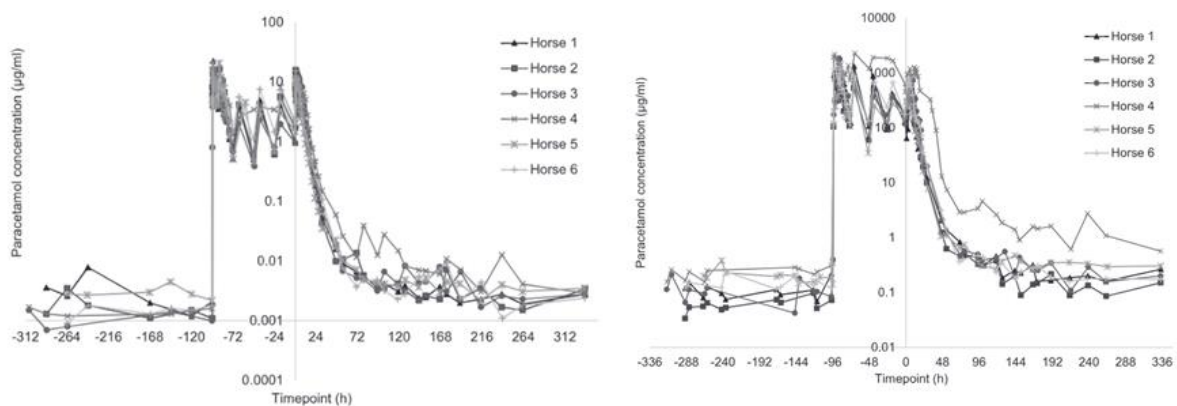 Paracetamol concentration (µg/ml)
100
10
1
0.1
0.01
0.001
0.0001
-312 -264 -216 -168 -120 -72 -24 24 72 120 168 216 264 312
Timepoint (h)
Horse 1
Horse 2
Horse 3
Horse 4
Horse 5
Horse 6
Paracetamol concentration (µg/ml)
10000
1000
100
10
1
0.1
0.01
-336 -288 -240 -192 -144 -96 -48 0 48 96 144 192 240 288 336
Timepoint (h)
Horse 1
Horse 2
Horse 3
Horse 4
Horse 5
Horse 6